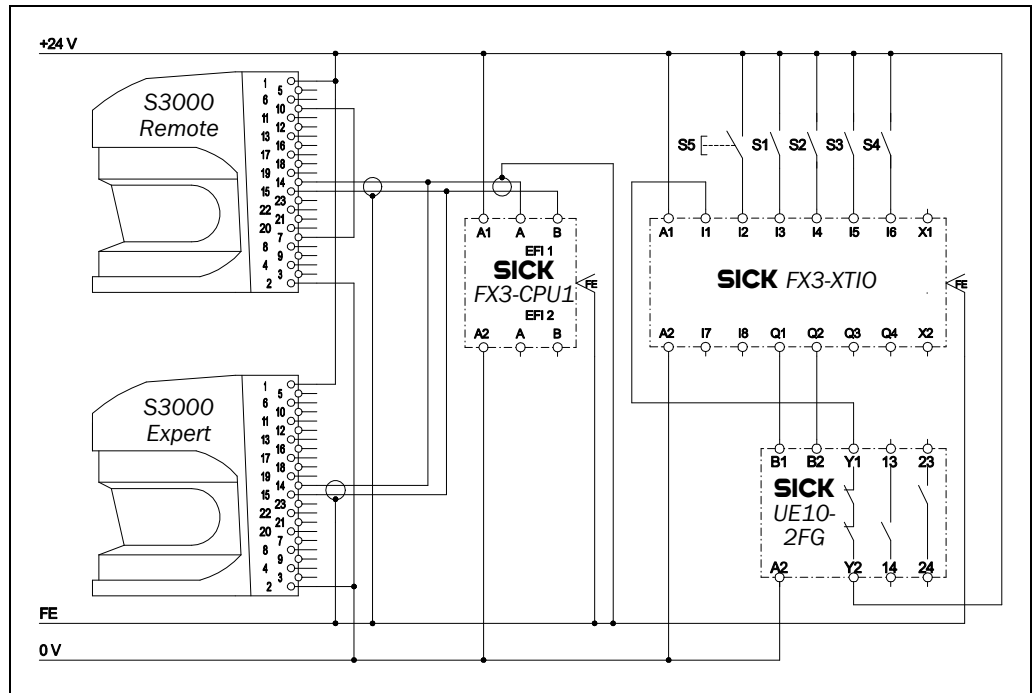 +24 V
S3000
Remote
1
5
6
10
11
12
13
16
17
18
19
14
15
23
22
21
20
7
8
9
4
3
2
S3000
Expert
1
5
6
10
11
12
13
16
17
18
19
14
15
23
22
21
20
7
8
9
4
3
2
A1 A B
EFI 1
SICK
FX3-CPU1
FE
EFI 2
A2 A B
S5 S1 S2 S3 S4
A1 I1 I2 I3 I4 I5 I6 X1
SICK FX3-XTIO
FE
A2 I7 I8 Q1 Q2 Q3 Q4 X2
B1 B2 Y1 13 23
SICK
UE10-
2FG
A2 Y2 14 24
FE
0 V